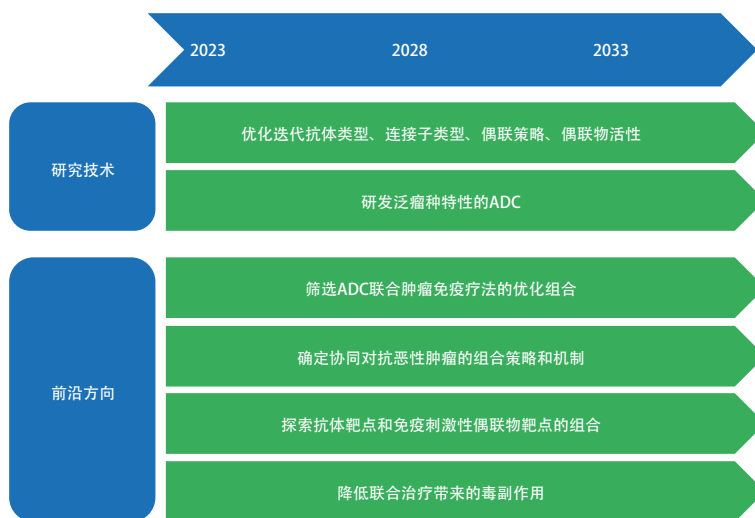 2023 2028 2033
研究技术
优化迭代抗体类型、连接子类型、偶联策略、偶联物活性
研发泛瘤种特性的ADC
前沿方向
筛选ADC联合肿瘤免疫疗法的优化组合
确定协同对抗恶性肿瘤的组合策略和机制
探索抗体靶点和免疫刺激性偶联物靶点的组合
降低联合治疗带来的毒副作用